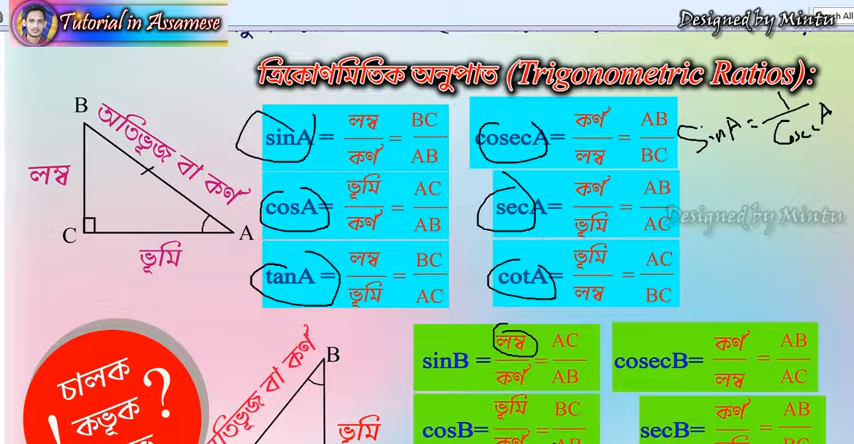 Tutorial in Assamese
Designed by Mintu
ত্রিকোণমিতিক অনুপাত (Trigonometric Ratios):
B
অতিভূজ বা কৰ্ণ
লম্ব
C
A
ভূমি
sinA = লম্ব/কৰ্ণ = BC/AB
cosecA = কৰ্ণ/লম্ব = AB/BC
SinA = 1/CosecA
cosA= ভূমি/কৰ্ণ = AC/AB
secA= কৰ্ণ/ভূমি = AB/AC
Designed by Mintu
tanA = লম্ব/ভূমি = BC/AC
cotA= ভূমি/লম্ব = AC/BC
চালক
কভূক
?
!
অতিভূজ বা কৰ্ণ
B
ভূমি
sinB = লম্ব/কৰ্ণ = AC/AB
cosecB= কৰ্ণ/লম্ব = AB/AC
cosB= ভূমি/কৰ্ণ = BC
secB= কৰ্ণ = AB